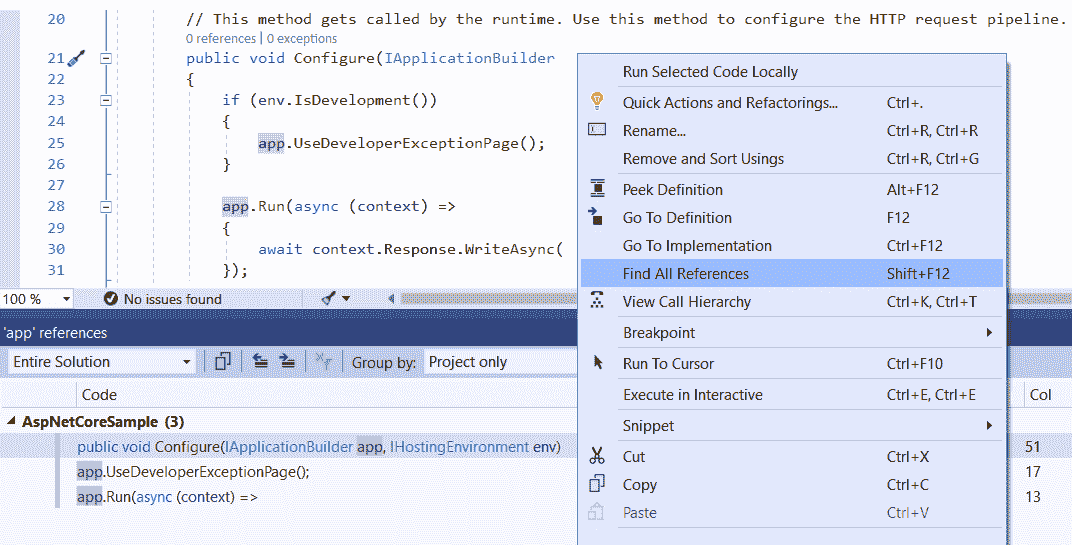 20 // This method gets called by the runtime. Use this method to configure the HTTP request pipeline.
0 references | 0 exceptions
21 public void Configure(IApplicationBuilder
22 {
23 if (env.IsDevelopment())
24 {
25 app.UseDeveloperExceptionPage();
26 }
27
28 app.Run(async (context) =>
29 {
30 await context.Response.WriteAsync(
31 });
100 % No issues found
'app' references
Entire Solution Group by: Project only
Code Col
AspNetCoreSample (3)
public void Configure(IApplicationBuilder app, IHostingEnvironment env) 51
app.UseDeveloperExceptionPage(); 17
app.Run(async (context) => 13
Run Selected Code Locally
Quick Actions and Refactorings... Ctrl+.
Rename... Ctrl+R, Ctrl+R
Remove and Sort Usings Ctrl+R, Ctrl+G
Peek Definition Alt+F12
Go To Definition F12
Go To Implementation Ctrl+F12
Find All References Shift+F12
View Call Hierarchy Ctrl+K, Ctrl+T
Breakpoint
Run To Cursor Ctrl+F10
Execute in Interactive Ctrl+E, Ctrl+E
Snippet
Cut Ctrl+X
Copy Ctrl+C
Paste Ctrl+V